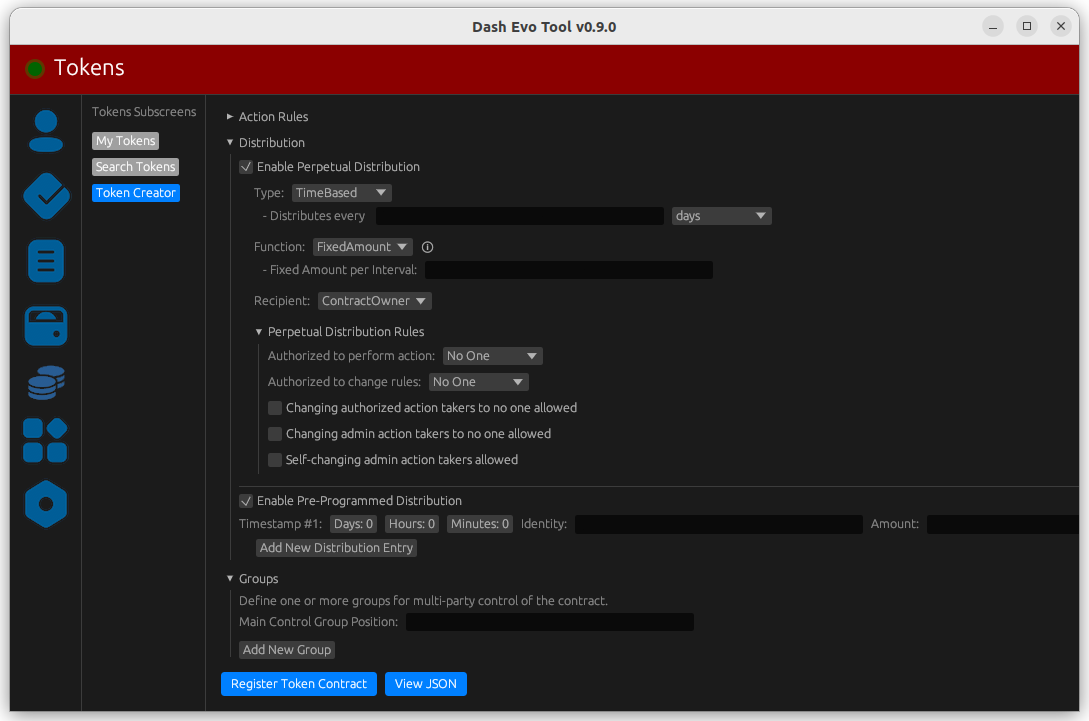 Dash Evo Tool v0.9.0
Tokens
Tokens Subscreens
My Tokens
Search Tokens
Token Creator
Action Rules
Distribution
Enable Perpetual Distribution
Type: TimeBased
- Distributes every days
Function: FixedAmount
- Fixed Amount per Interval:
Recipient: ContractOwner
Perpetual Distribution Rules
Authorized to perform action: No One
Authorized to change rules: No One
Changing authorized action takers to no one allowed
Changing admin action takers to no one allowed
Self-changing admin action takers allowed
Enable Pre-Programmed Distribution
Timestamp #1: Days: 0 Hours: 0 Minutes: 0 Identity: Amount:
Add New Distribution Entry
Groups
Define one or more groups for multi-party control of the contract.
Main Control Group Position:
Add New Group
Register Token Contract View JSON